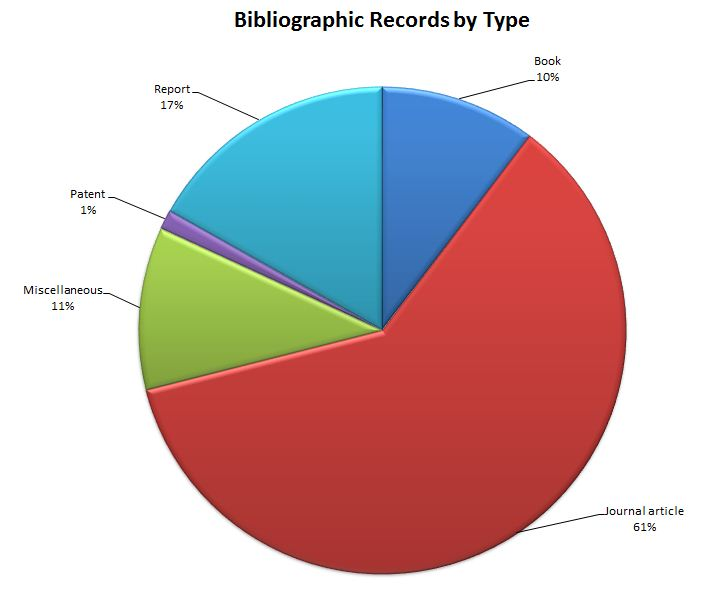 Bibliographic Records by Type
Book
10%
Report
17%
Patent
1%
Miscellaneous
11%
Journal article
61%